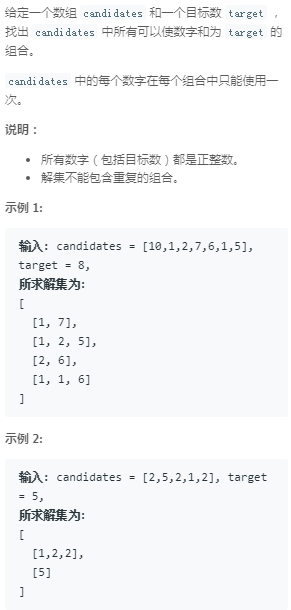 给定一个数组 candidates 和一个目标数 target ，
找出 candidates 中所有可以使数字和为 target 的
组合。
candidates 中的每个数字在每个组合中只能使用一
次。
说明：
• 所有数字（包括目标数）都是正整数。
• 解集不能包含重复的组合。
示例 1:
输入: candidates = [10,1,2,7,6,1,5],
target = 8,
所求解集为:
[
  [1, 7],
  [1, 2, 5],
  [2, 6],
  [1, 1, 6]
]
示例 2:
输入: candidates = [2,5,2,1,2], target
= 5,
所求解集为:
[
  [1,2,2],
  [5]
]